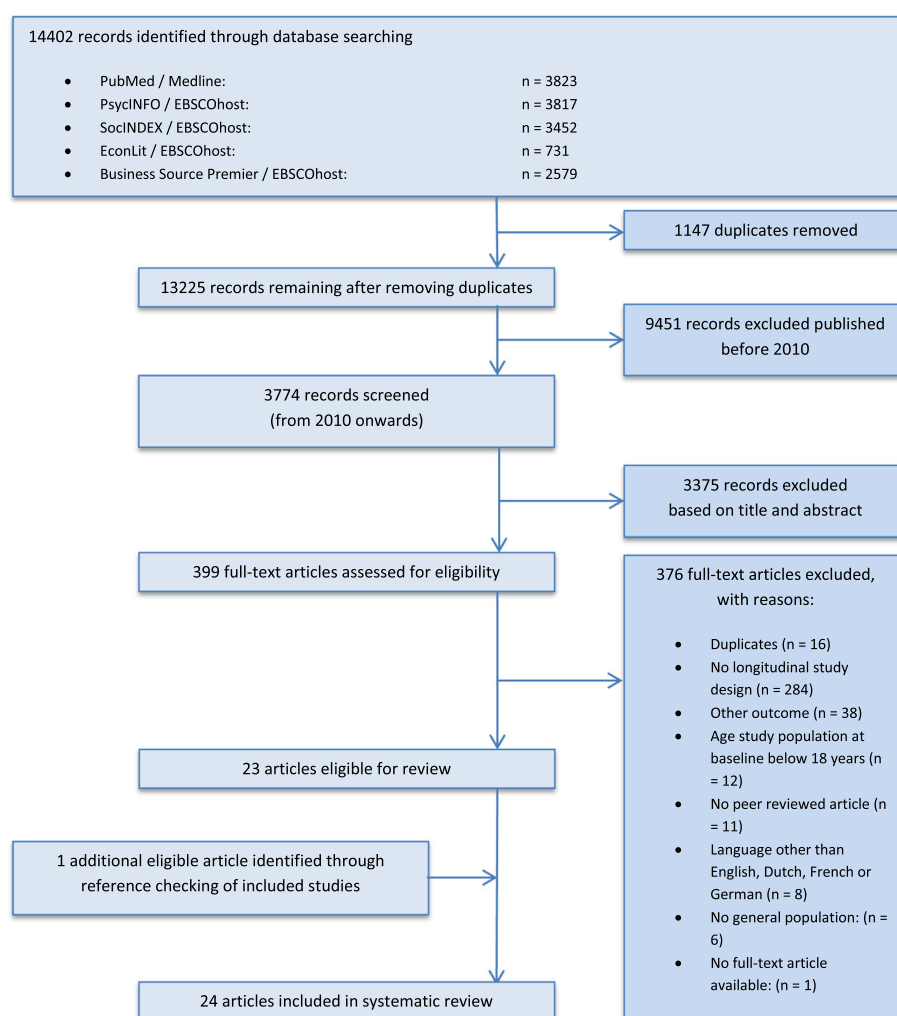 14402 records identified through database searching
• PubMed / Medline: n = 3823
• PsycINFO / EBSCOhost: n = 3817
• SocINDEX / EBSCOhost: n = 3452
• EconLit / EBSCOhost: n = 731
• Business Source Premier / EBSCOhost: n = 2579
1147 duplicates removed
13225 records remaining after removing duplicates
9451 records excluded published
before 2010
3774 records screened
(from 2010 onwards)
3375 records excluded
based on title and abstract
399 full-text articles assessed for eligibility
376 full-text articles excluded,
with reasons:
• Duplicates (n = 16)
• No longitudinal study
design (n = 284)
• Other outcome (n = 38)
• Age study population at
baseline below 18 years (n
= 12)
• No peer reviewed article (n
= 11)
• Language other than
English, Dutch, French or
German (n = 8)
• No general population: (n =
6)
• No full-text article
available: (n = 1)
23 articles eligible for review
1 additional eligible article identified through
reference checking of included studies
24 articles included in systematic review